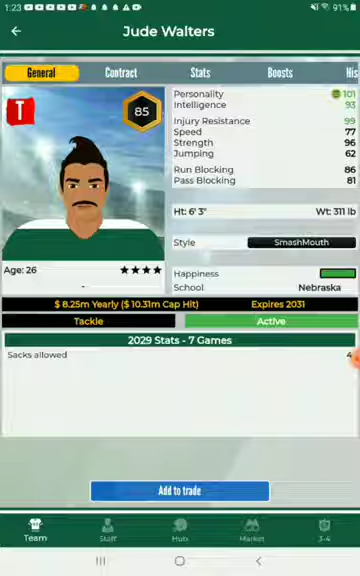 1:23
91%
Jude Walters
General Contract Stats Boosts His
T
85
Personality 101
Intelligence 93
Injury Resistance 99
Speed 77
Strength 96
Jumping 62
Run Blocking 86
Pass Blocking 81
Ht: 6' 3" Wt: 311 lb
Style SmashMouth
Age: 26
-
Happiness
School Nebraska
$ 8.25m Yearly ($ 10.31m Cap Hit) Expires 2031
Tackle Active
2029 Stats - 7 Games
Sacks allowed 4
Add to trade
Team Staff Hub Market 3-4